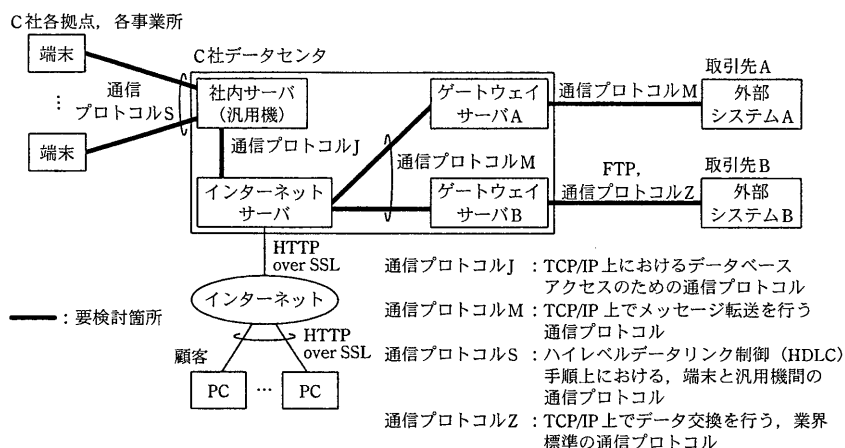 C社各拠点，各事業所
端末
⋮
端末
通信
プロトコルS
C社データセンタ
社内サーバ
(汎用機)
通信プロトコルJ
インターネット
サーバ
ゲートウェイ
サーバA
通信プロトコルM
ゲートウェイ
サーバB
通信プロトコルM
取引先A
外部
システムA
FTP，
通信プロトコルZ
取引先B
外部
システムB
HTTP
over SSL
インターネット
HTTP
over SSL
顧客
PC … PC
━━：要検討箇所
通信プロトコルJ ：TCP/IP上におけるデータベース
アクセスのための通信プロトコル
通信プロトコルM：TCP/IP上でメッセージ転送を行う
通信プロトコル
通信プロトコルS ：ハイレベルデータリンク制御（HDLC）
手順上における，端末と汎用機間の
通信プロトコル
通信プロトコルZ ：TCP/IP上でデータ交換を行う，業界
標準の通信プロトコル